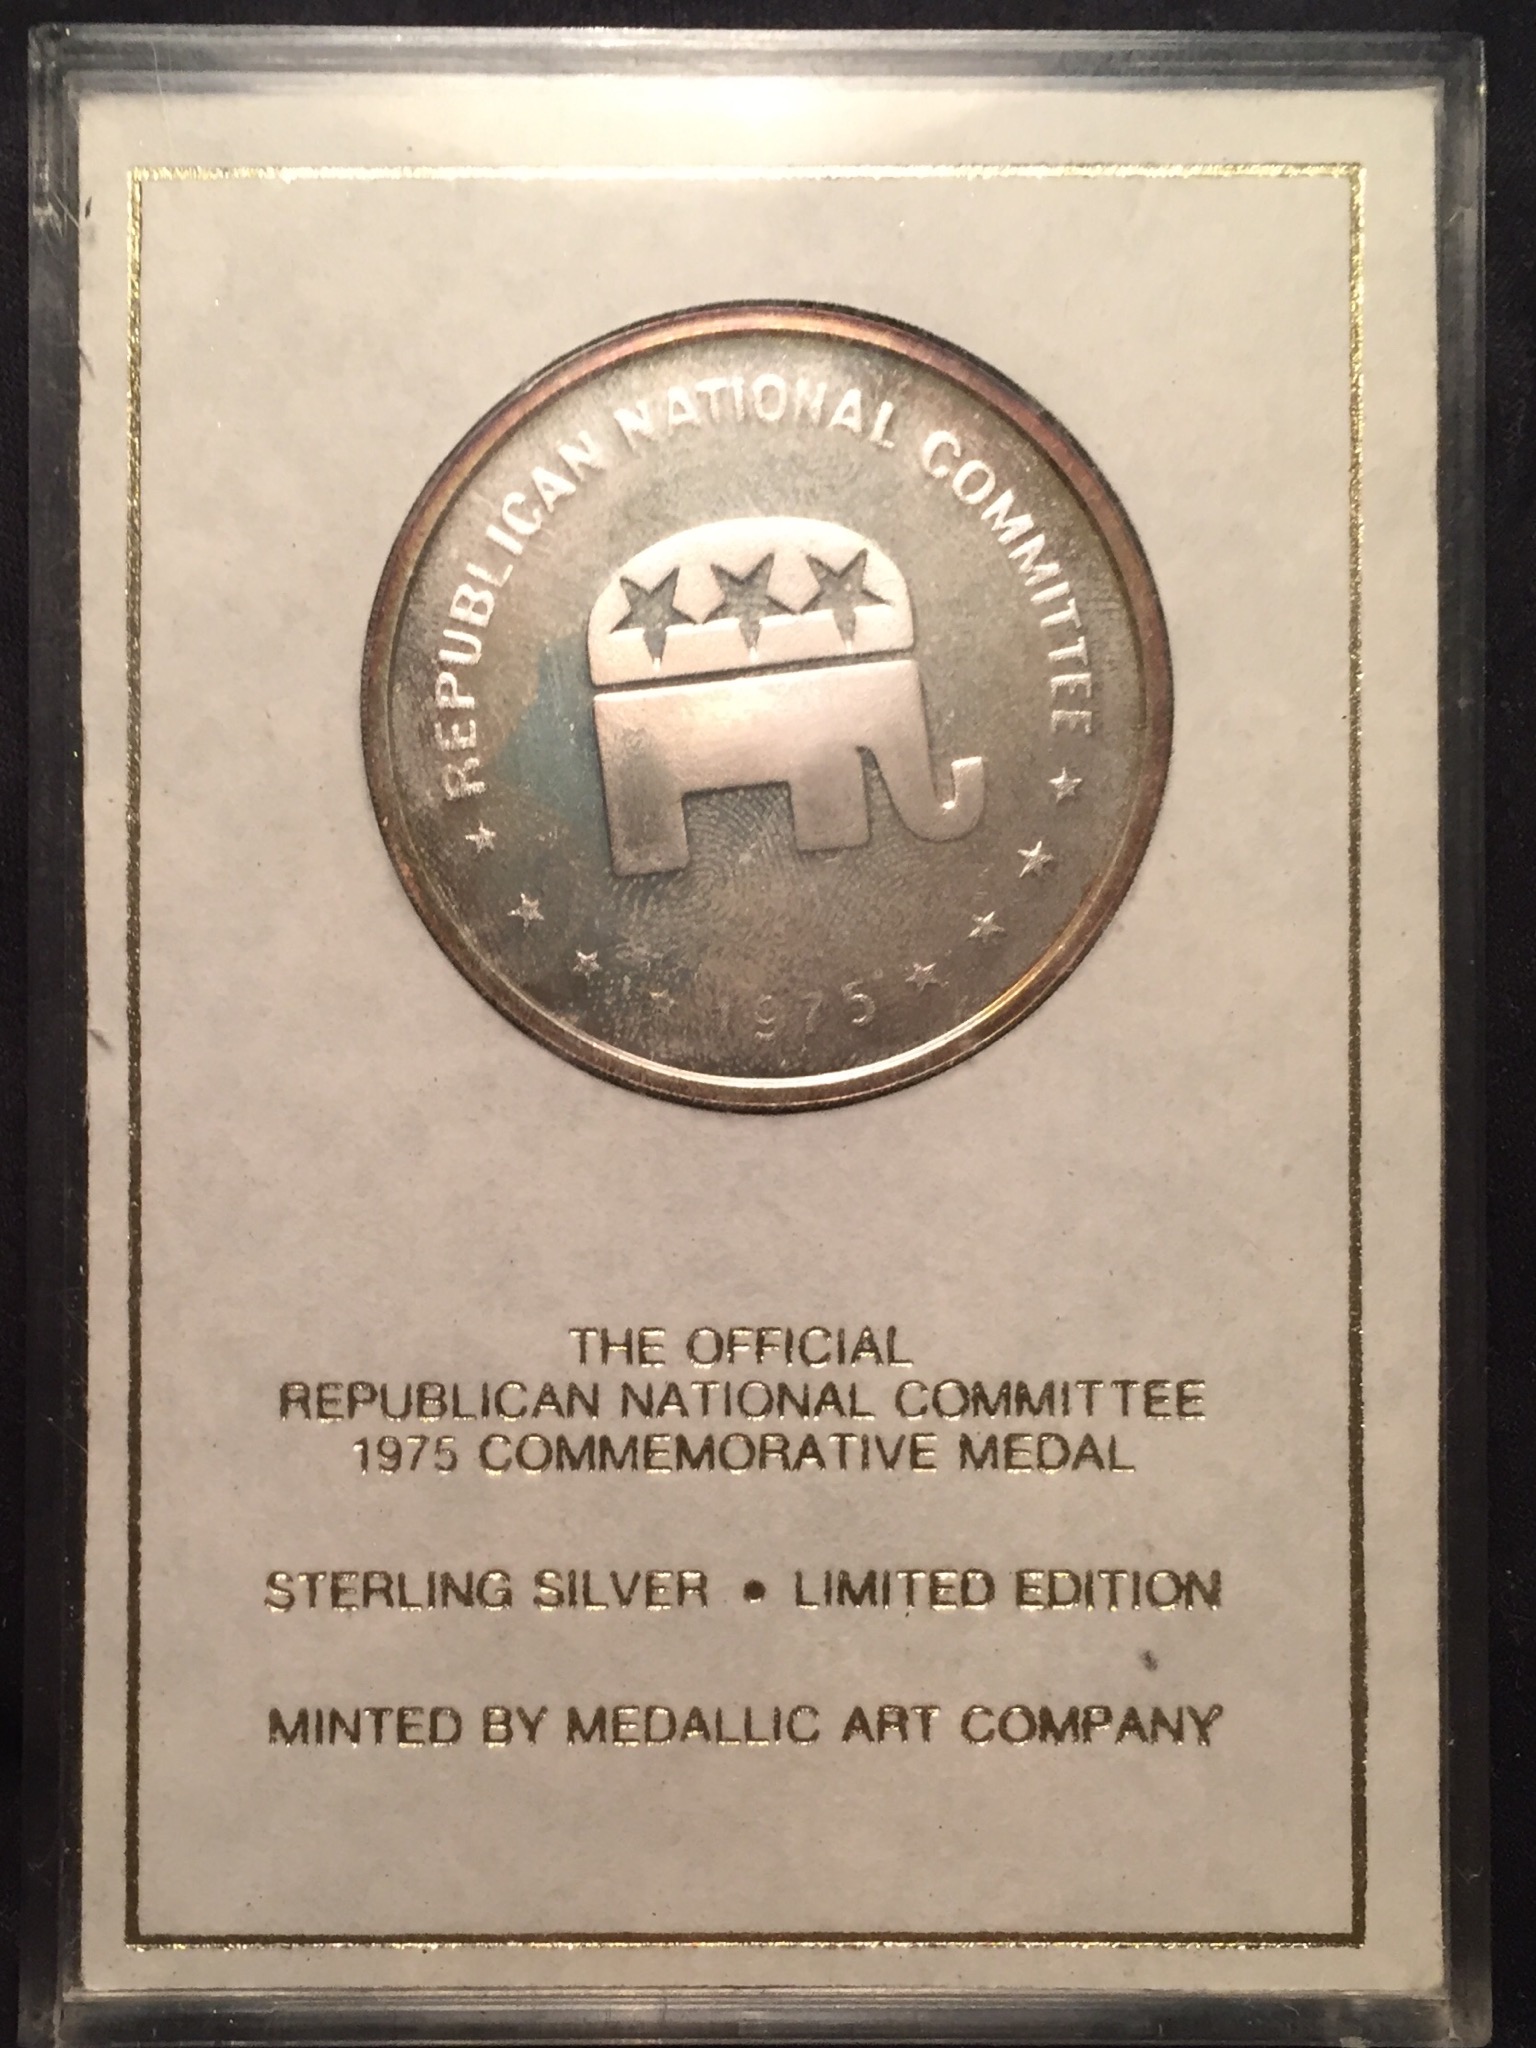 REPUBLICAN NATIONAL COMMITTEE
1975
THE OFFICIAL
REPUBLICAN NATIONAL COMMITTEE
1975 COMMEMORATIVE MEDAL
STERLING SILVER • LIMITED EDITION
MINTED BY MEDALLIC ART COMPANY